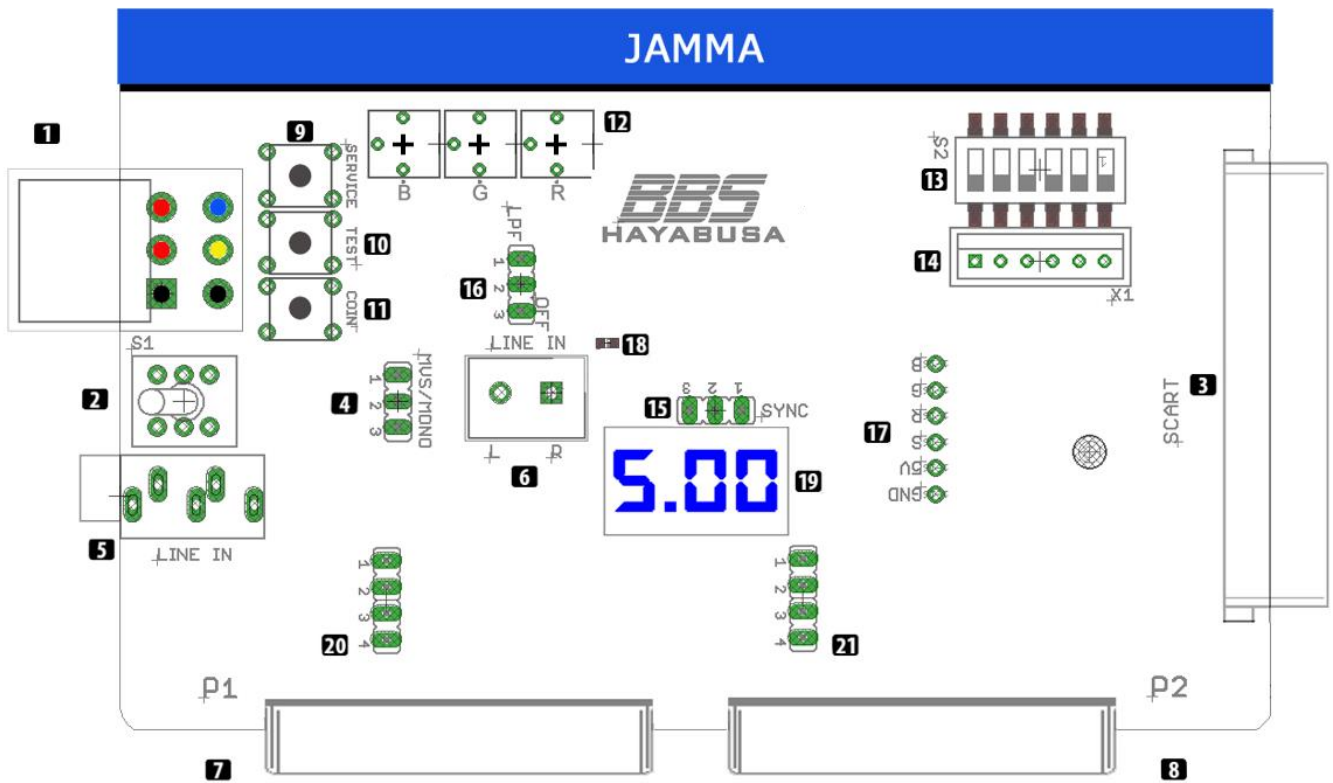 JAMMA
1
9
SERVICE
B
G
R
12
S2
1
13
BBS
HAYABUSA
10
TEST
LPF
1
2
3
OFF
16
14
X1
11
COIN
S1
LINE IN
18
2
4
1
2
3
MVS/MONO
15
3
2
1
SYNC
B
G
R
S
5V
GND
17
SCART
3
L
R
6
5.00
19
5
LINE IN
1
2
3
4
20
1
2
3
4
21
P1
P2
7
8